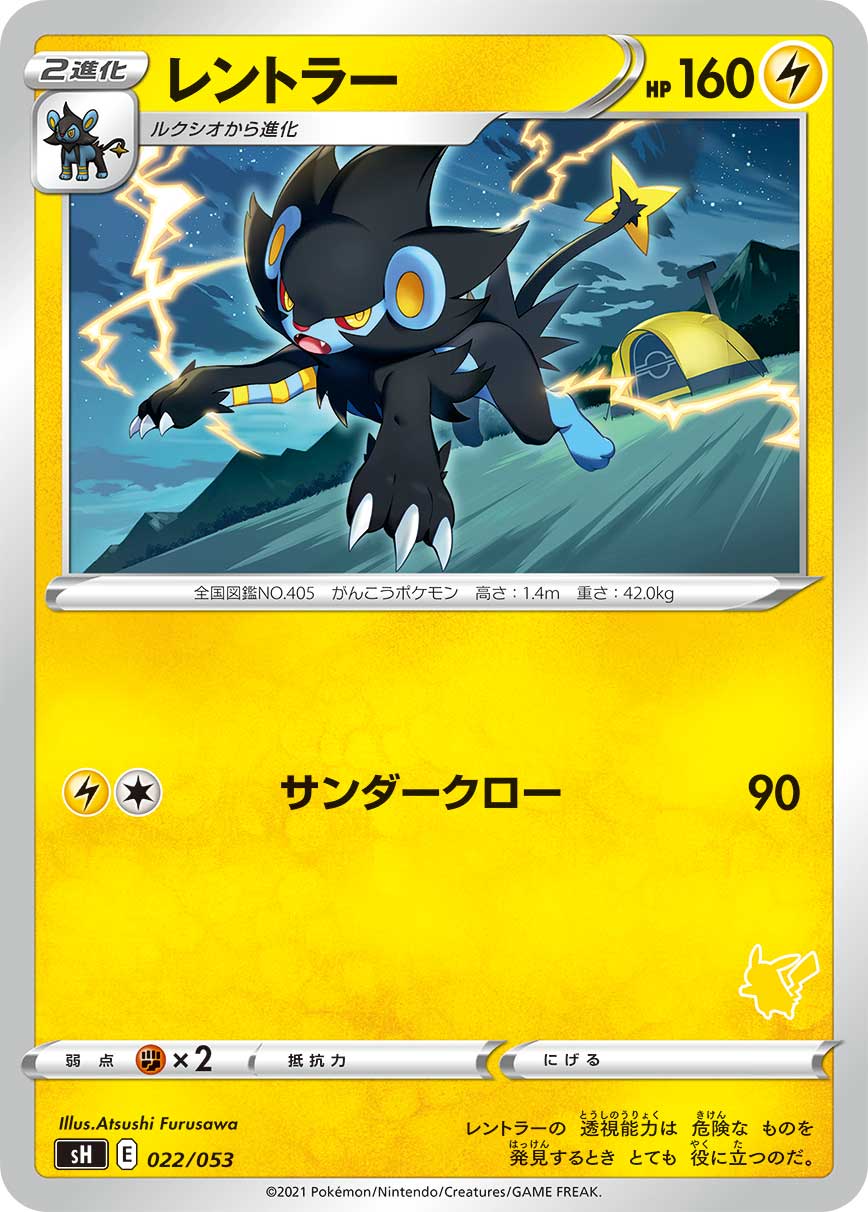 2進化
レントラー
HP 160
ルクシオから進化
全国図鑑NO.405 がんこうポケモン 高さ:1.4m 重さ:42.0kg
サンダークロー 90
弱点 ×2 抵抗力 にげる
Illus.Atsushi Furusawa
sH E 022/053
レントラーの 透視能力は 危険な ものを
発見するとき とても 役に立つのだ。
©2021 Pokémon/Nintendo/Creatures/GAME FREAK.